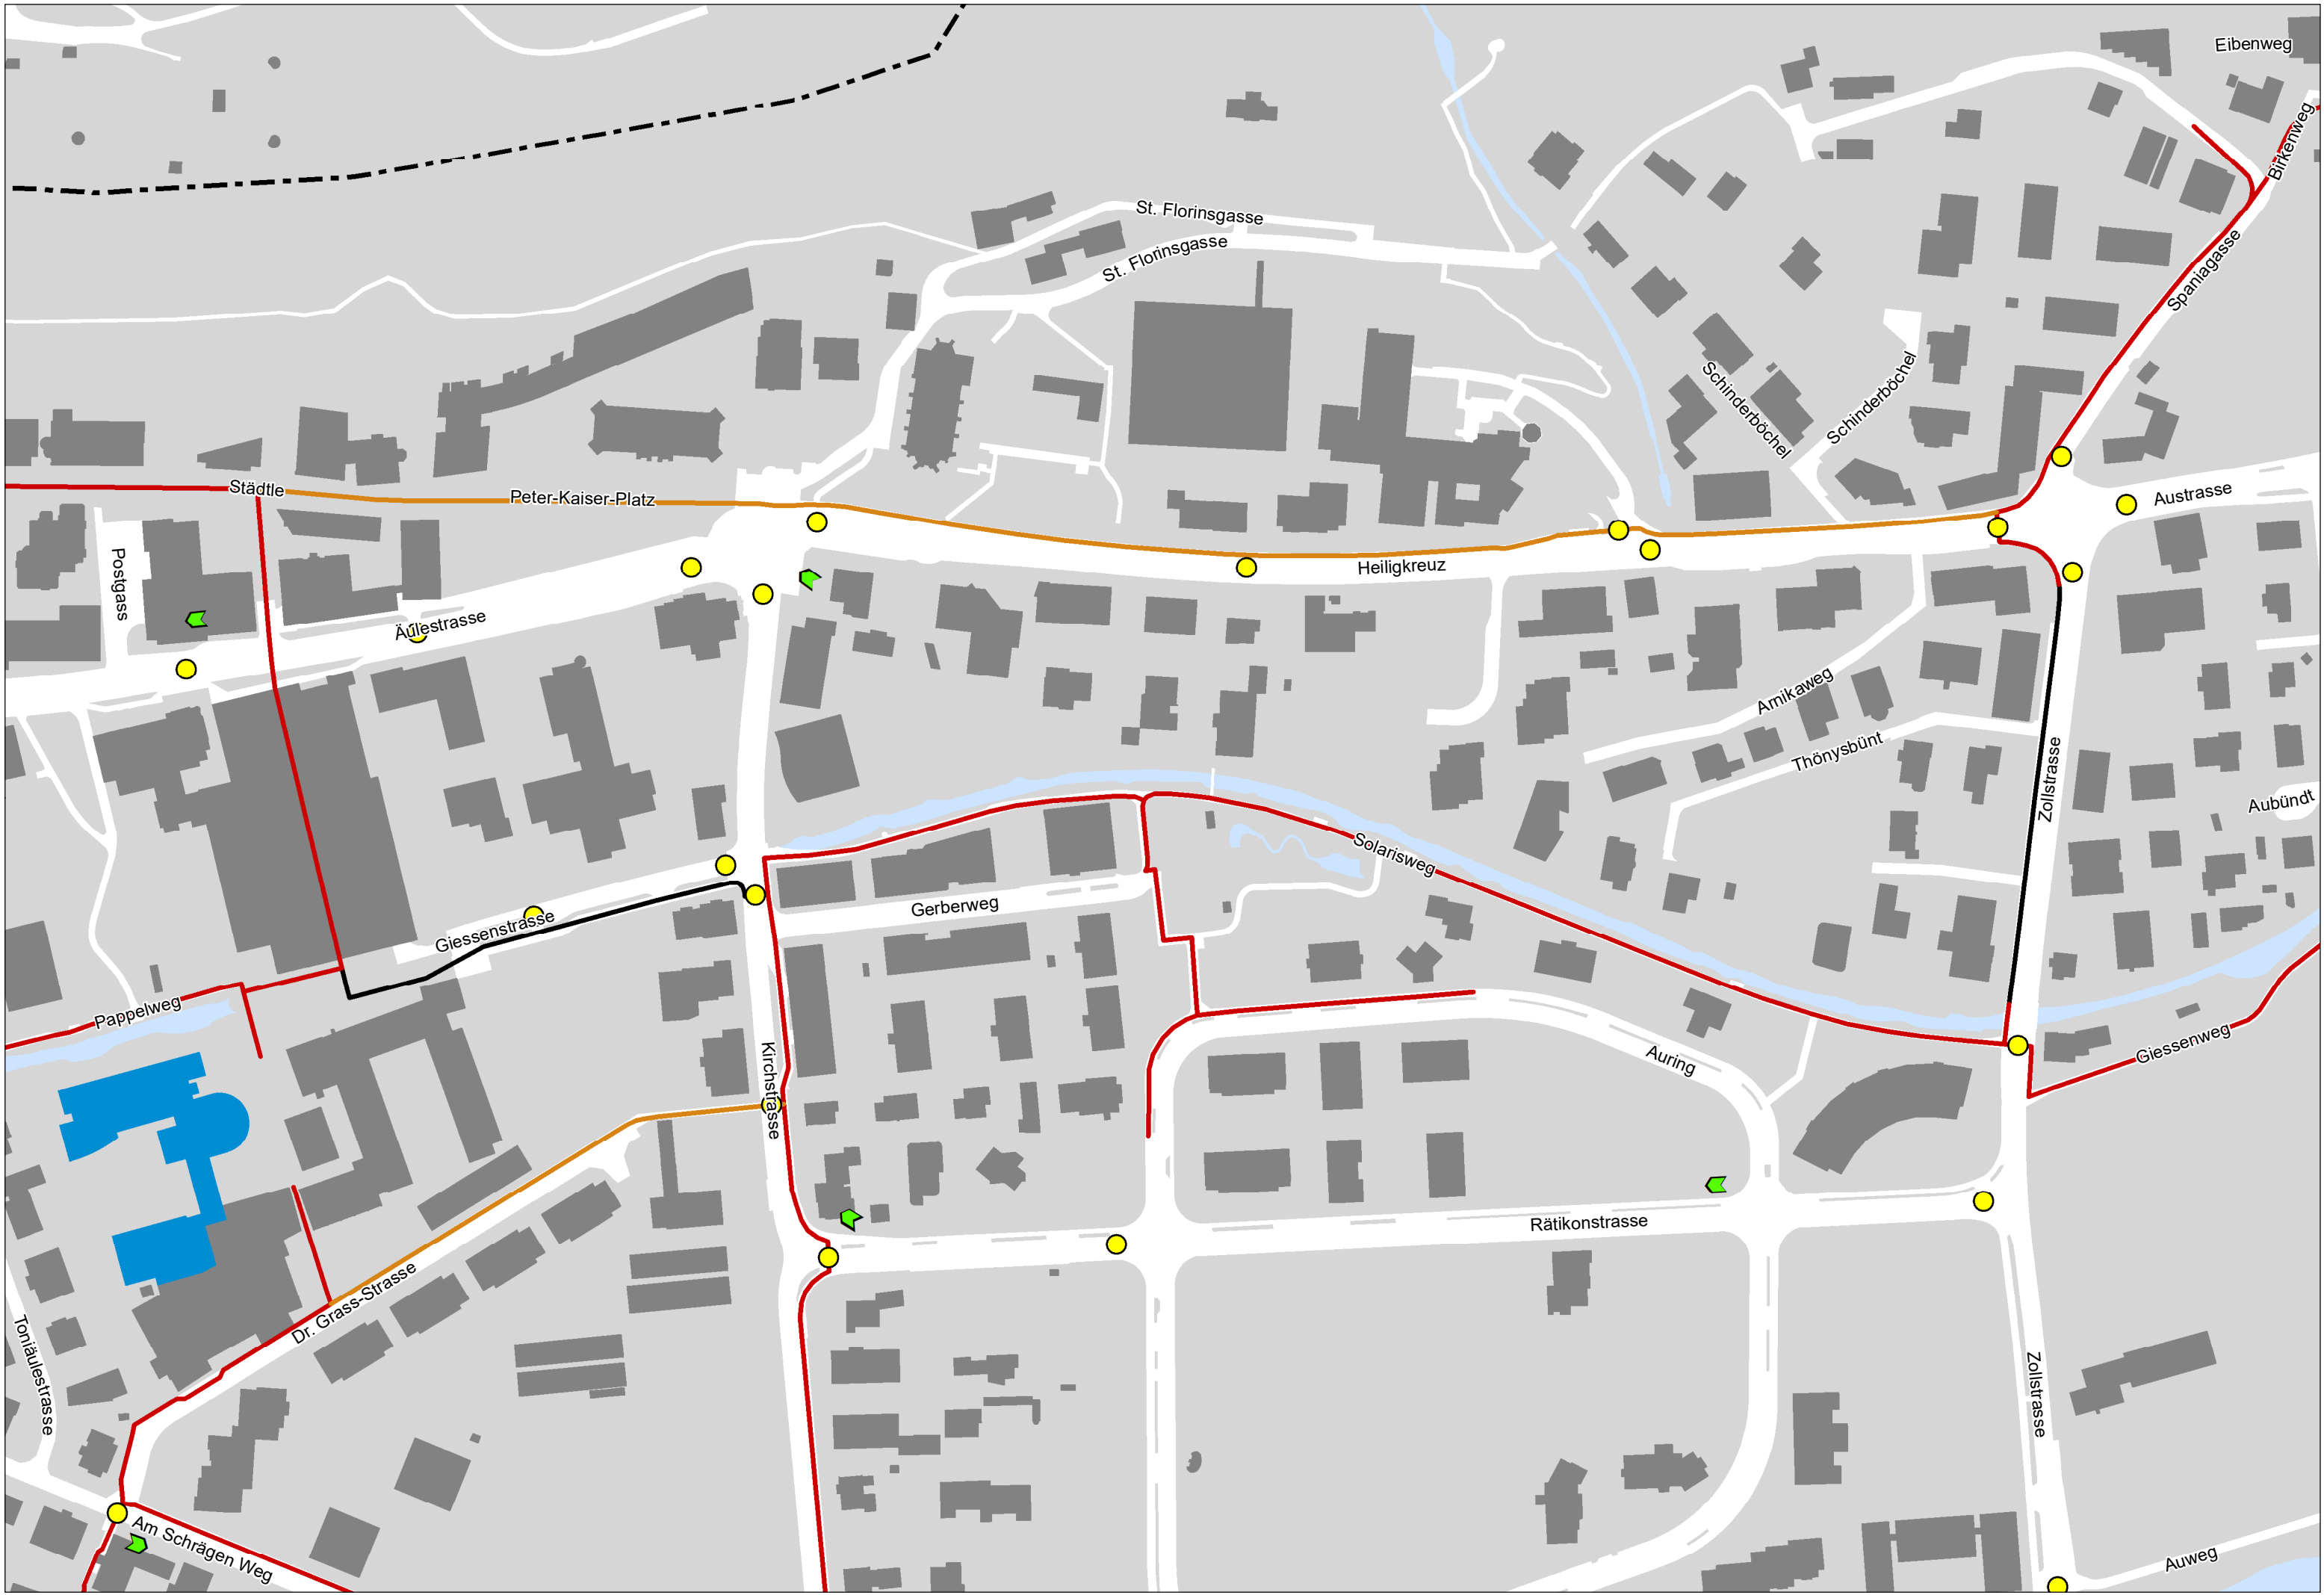 Eibenweg
Birkenweg
St. Florinsgasse
St. Florinsgasse
Spaniagasse
Schinderböchel
Schinderböchel
Städtle
Peter-Kaiser-Platz
Austrasse
Heiligkreuz
Postgass
Äulestrasse
Arnikaweg
Thönysbünt
Zollstrasse
Aubündt
Solarisweg
Gerberweg
Giessenstrasse
Pappelweg
Giessenweg
Auring
Kirchstrasse
Rätikonstrasse
Dr. Grass-Strasse
Toniäulestrasse
Zollstrasse
Am Schrägen Weg
Auweg